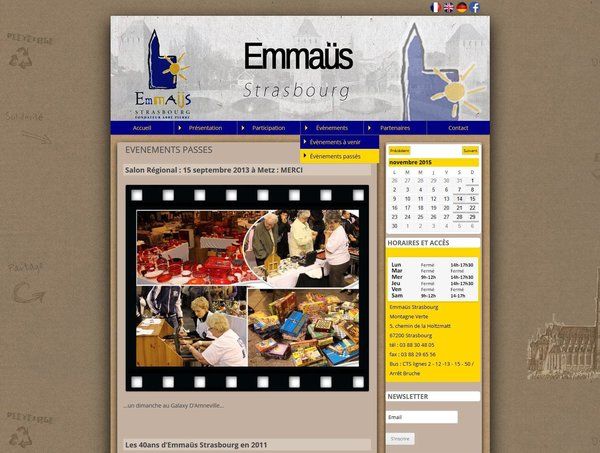 Emmaüs
Strasbourg
EmmAüs
STRASBOURG
FONDATEUR ABBÉ PIERRE
Accueil
Présentation
Participation
Évènements
Partenaires
Contact
Évènements à venir
Évenements passés
EVENEMENTS PASSES
Salon Régional : 15 septembre 2013 à Metz : MERCI
...un dimanche au Galaxy D'Amneville...
Les 40ans d'Emmaüs Strasbourg en 2011
Précédent
Suivant
novembre 2015
L M M J V S D
26 27 28 29 30 31 1
2 3 4 5 6 7 8
9 10 11 12 13 14 15
16 17 18 19 20 21 22
23 24 25 26 27 28 29
30 1 2 3 4 5 6
HORAIRES ET ACCÈS
Lun Fermé 14h-17h30
Mar Fermé Fermé
Mer 9h-12h 14h-17h30
Jeu Fermé 14h-17h30
Ven Fermé Fermé
Sam 9h-12h 14-17h
Emmaüs Strasbourg
Montagne Verte
5, chemin de la Holtzmatt
67200 Strasbourg
tél : 03 88 30 48 05
fax : 03 88 29 65 56
Bus : CTS lignes 2 - 12 -13 - 15 - 50 /
Arrêt Bruche
NEWSLETTER
Email
S'inscrire
Solidarité
Partage